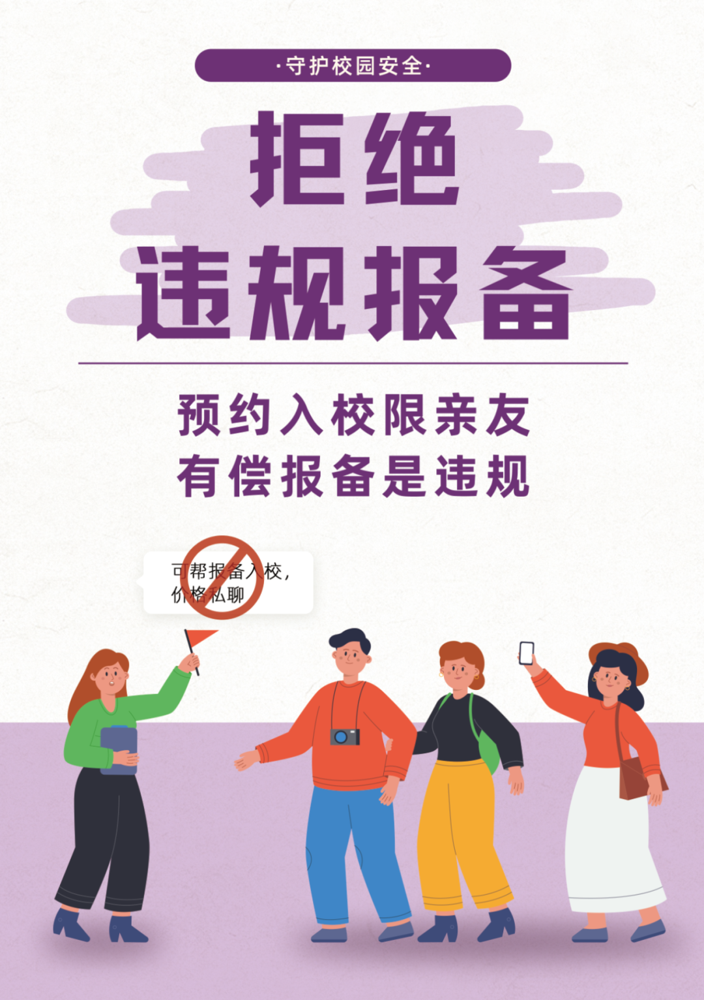 ·守护校园安全·
拒绝
违规报备
预约入校限亲友
有偿报备是违规
可帮报备入校，
价格私聊